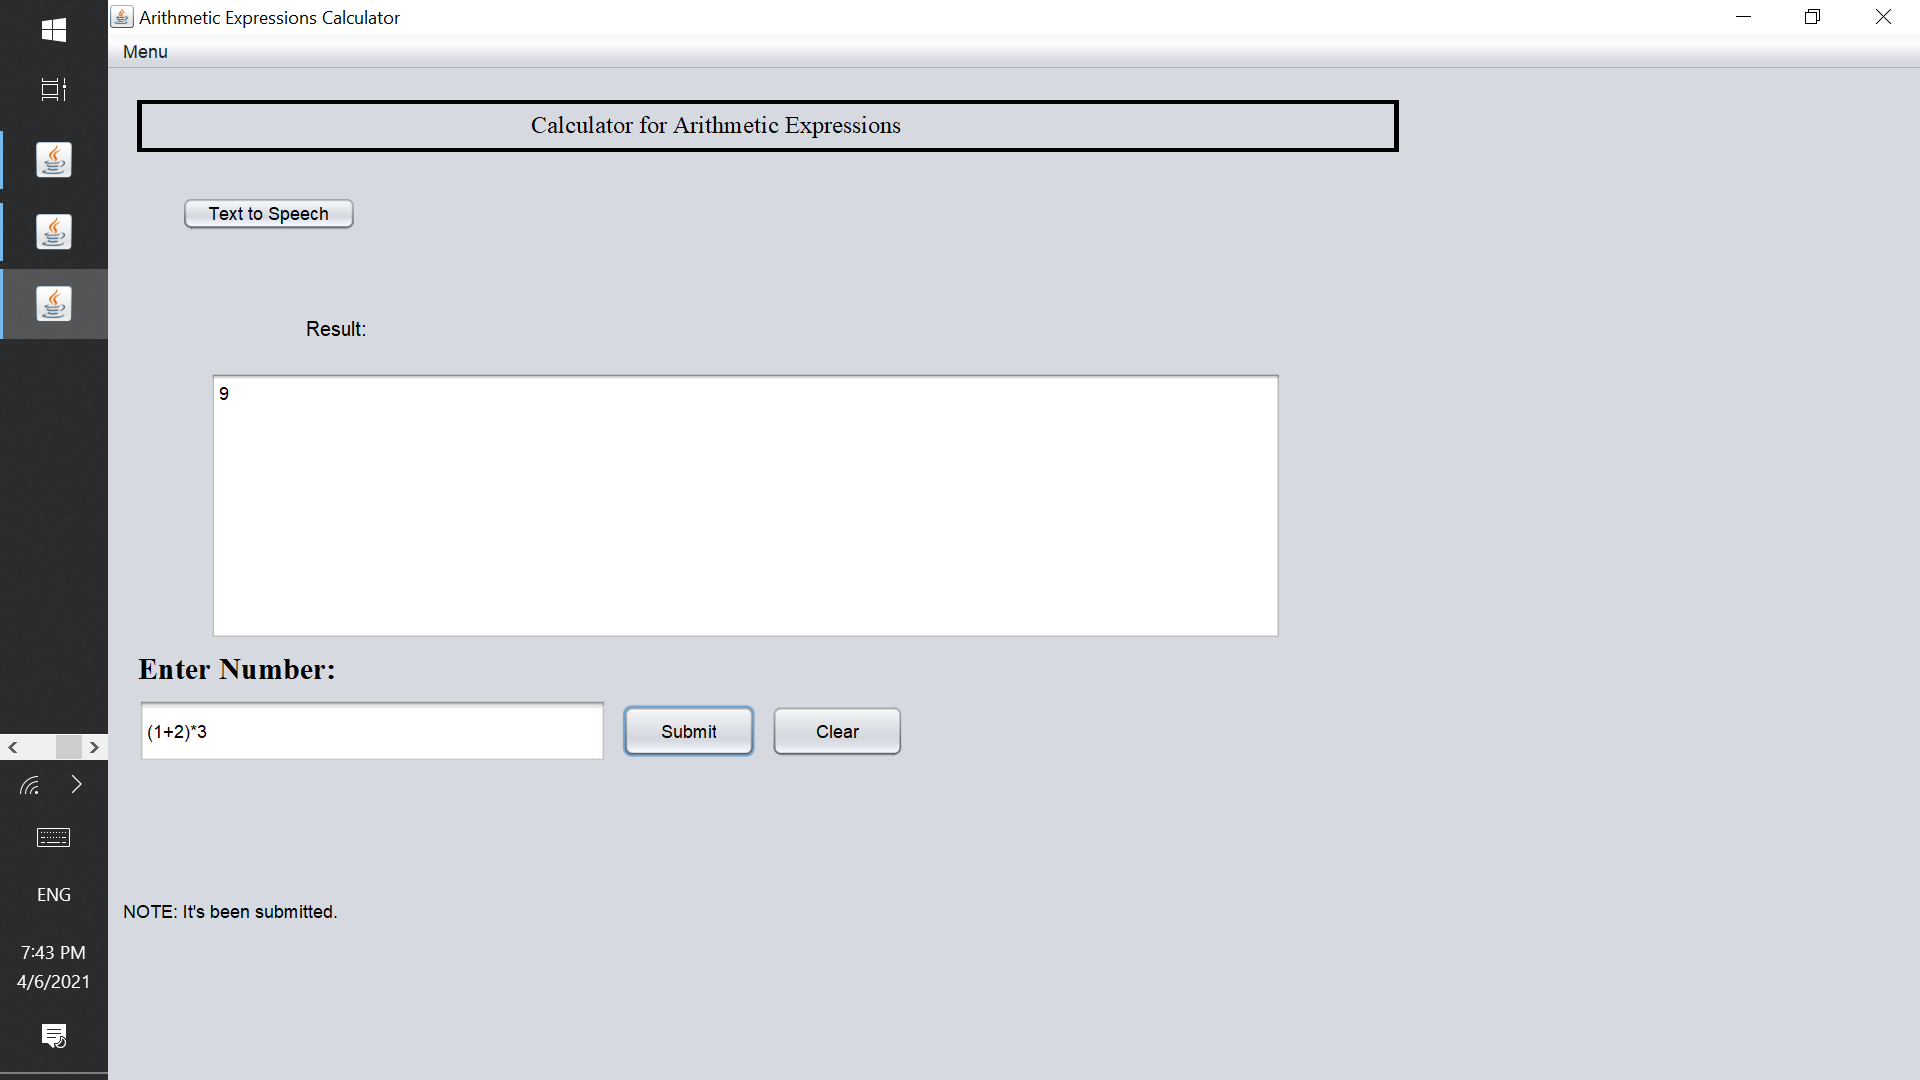 Arithmetic Expressions Calculator
Menu
Calculator for Arithmetic Expressions
Text to Speech
Result:
9
Enter Number:
(1+2)*3
Submit
Clear
NOTE: It's been submitted.
ENG
7:43 PM
4/6/2021